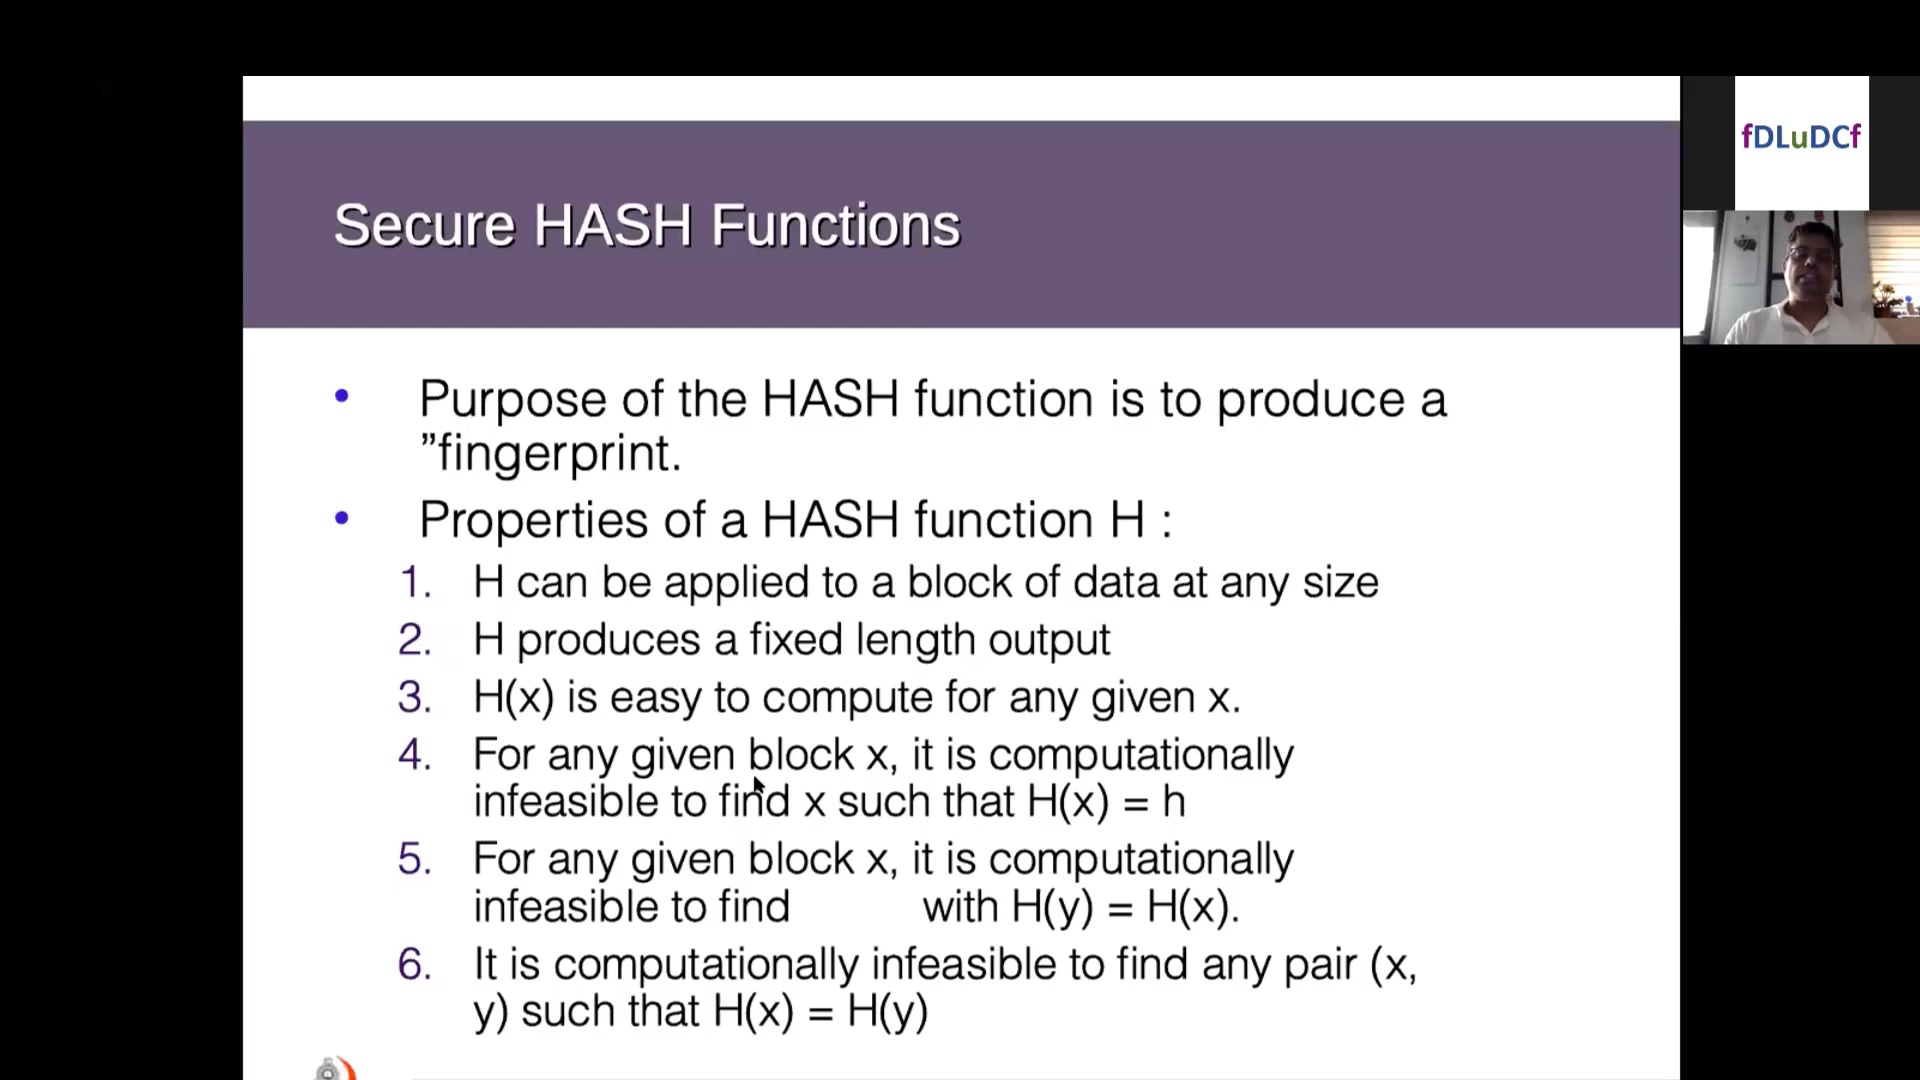 Secure HASH Functions
fDLuDCf
• Purpose of the HASH function is to produce a
”fingerprint.
• Properties of a HASH function H :
1. H can be applied to a block of data at any size
2. H produces a fixed length output
3. H(x) is easy to compute for any given x.
4. For any given block x, it is computationally
infeasible to find x such that H(x) = h
5. For any given block x, it is computationally
infeasible to find with H(y) = H(x).
6. It is computationally infeasible to find any pair (x,
y) such that H(x) = H(y)